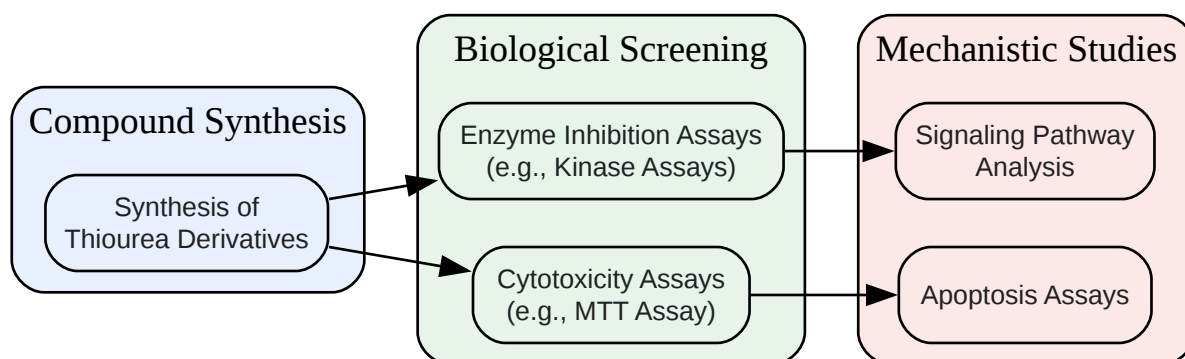 Compound Synthesis
Synthesis of
Thiourea Derivatives
Biological Screening
Enzyme Inhibition Assays
(e.g., Kinase Assays)
Cytotoxicity Assays
(e.g., MTT Assay)
Mechanistic Studies
Signaling Pathway
Analysis
Apoptosis Assays